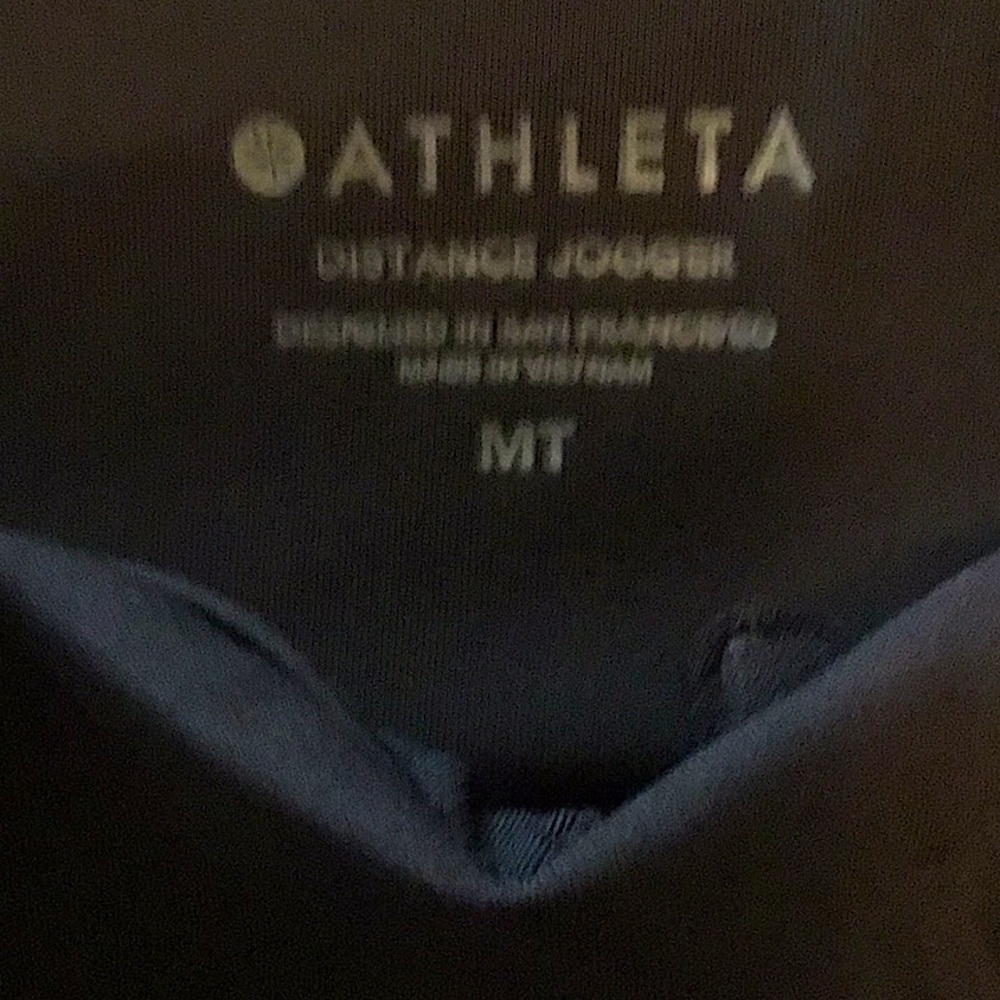 ATHLETA
DISTANCE JOGGER
DESIGNED IN SAN FRANCISCO
MADE IN VIETNAM
MT